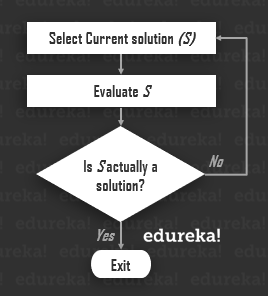 Select Current solution (S)
Evaluate S
Is S actually a
solution?
No
Yes
edureka!
Exit